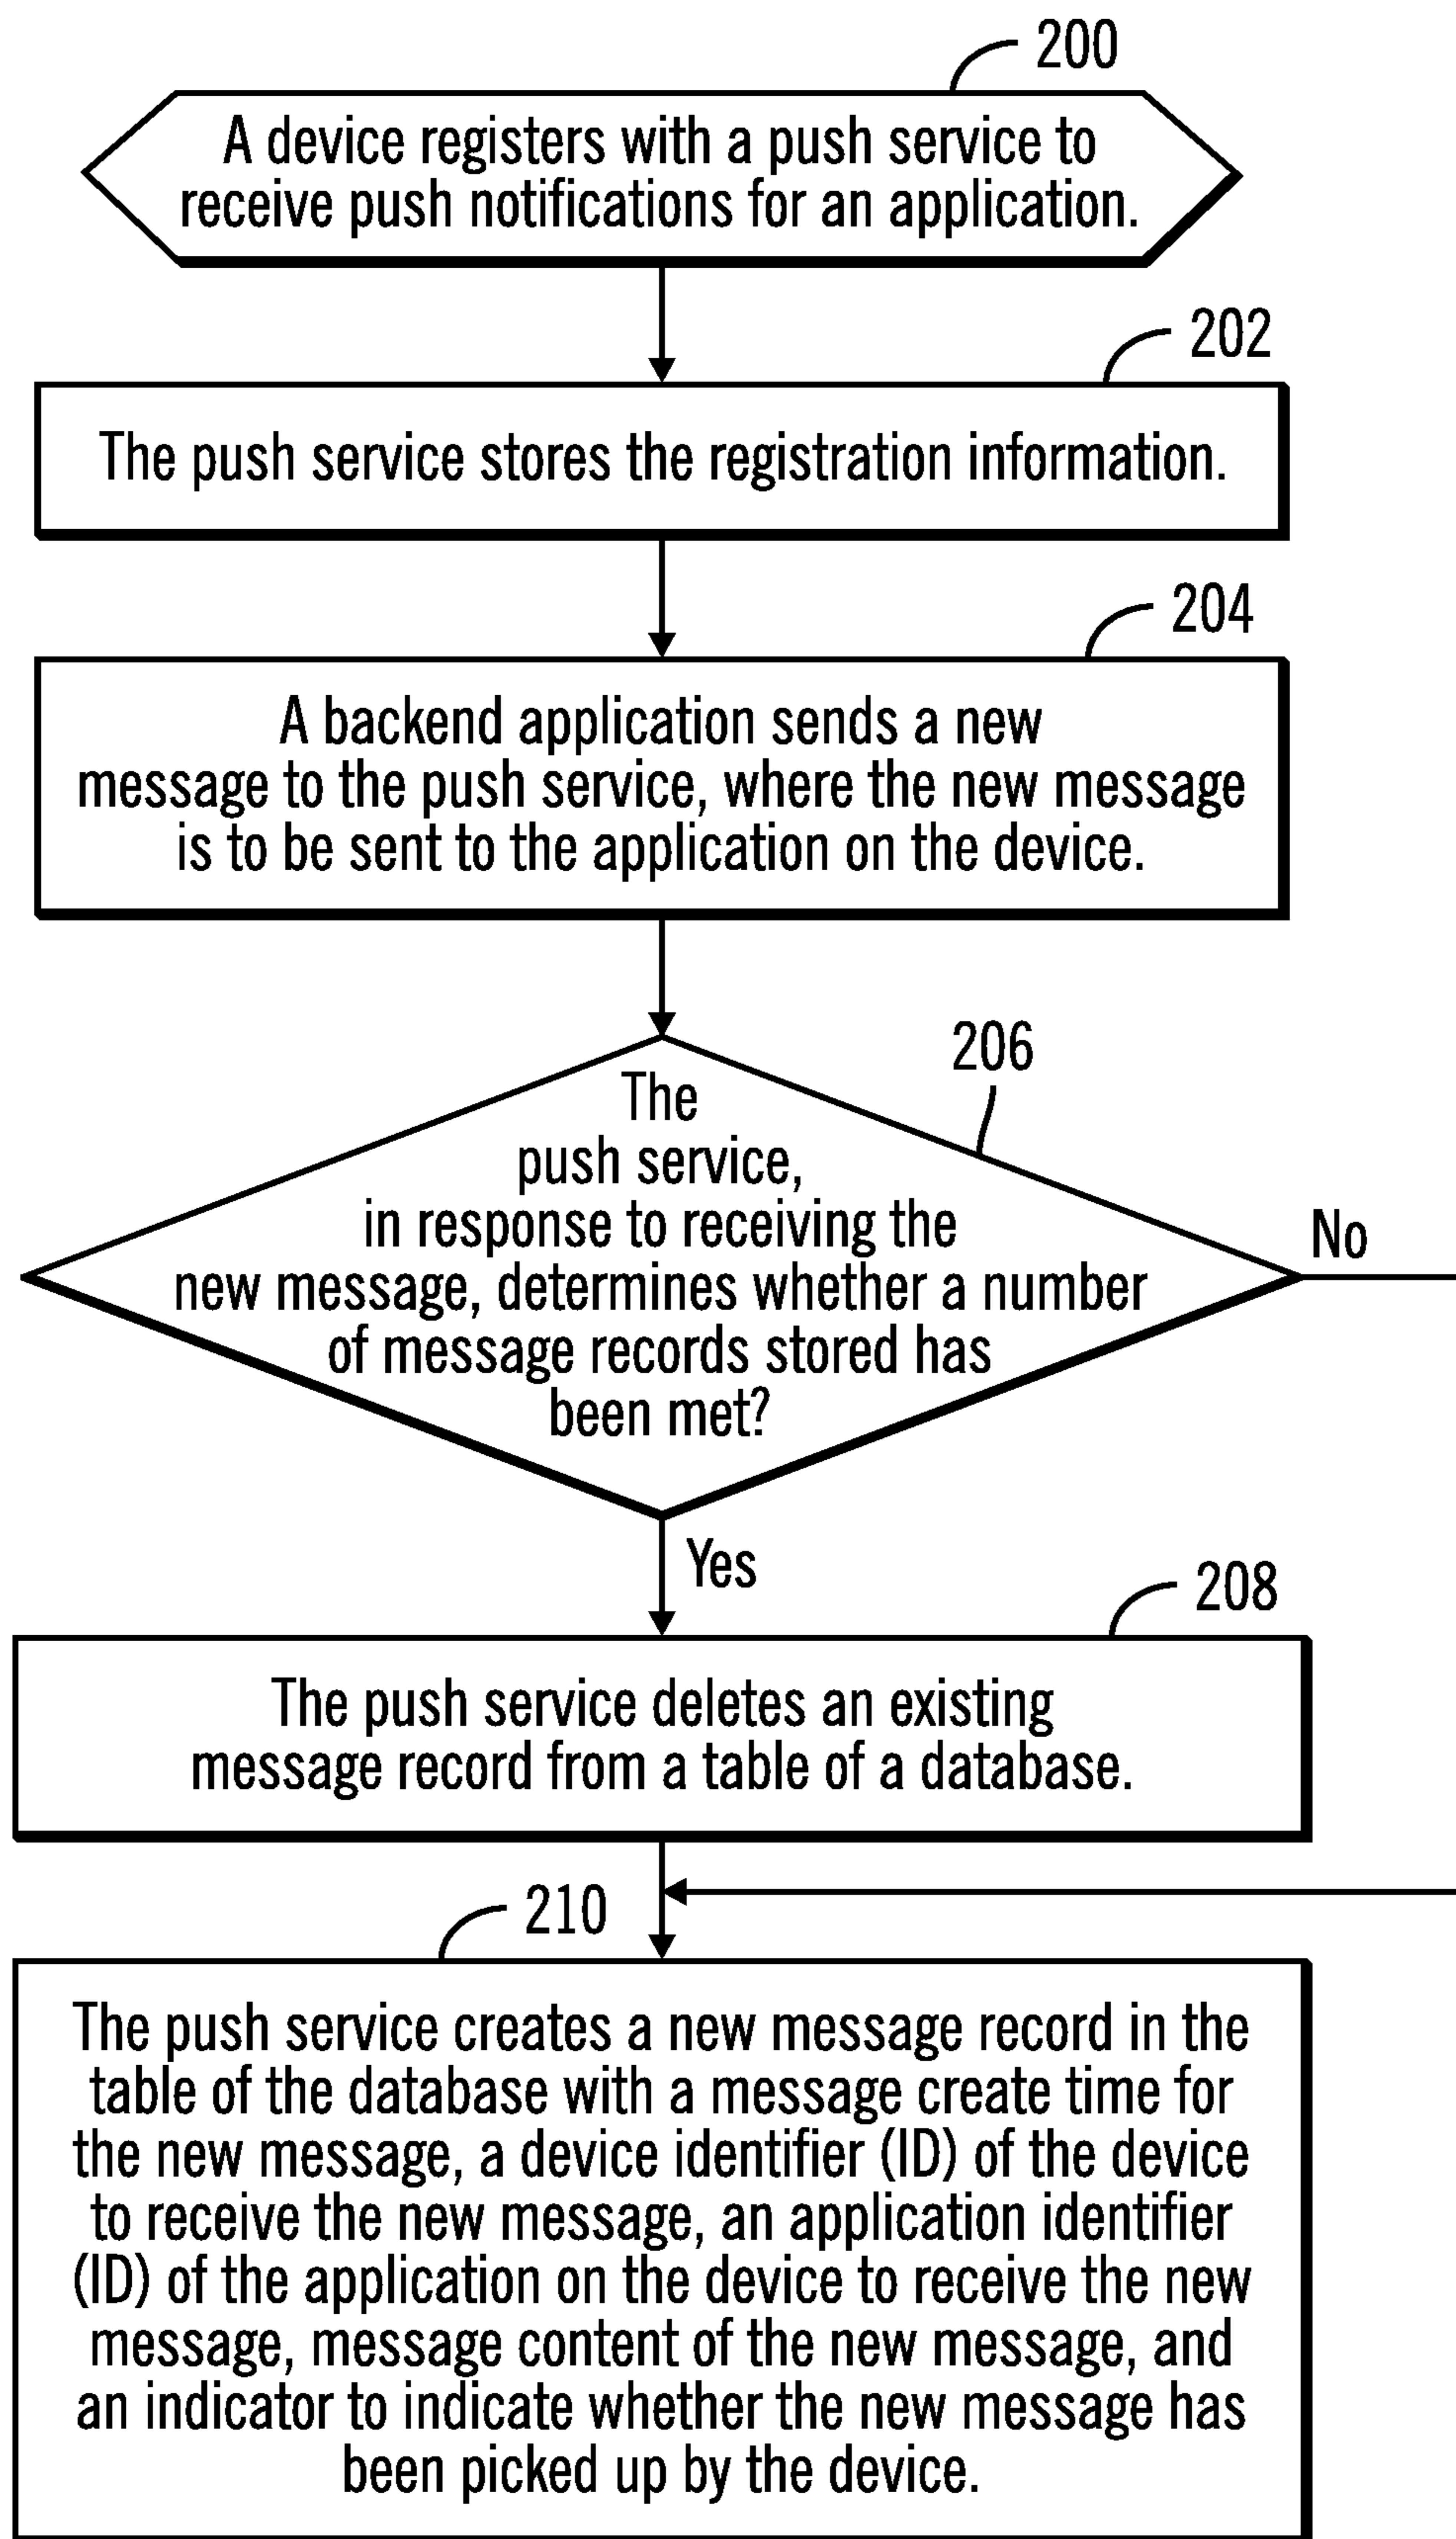 200
A device registers with a push service to
receive push notifications for an application.
202
The push service stores the registration information.
204
A backend application sends a new
message to the push service, where the new message
is to be sent to the application on the device.
206
The
push service,
in response to receiving the
new message, determines whether a number
of message records stored has
been met?
No
Yes
208
The push service deletes an existing
message record from a table of a database.
210
The push service creates a new message record in the
table of the database with a message create time for
the new message, a device identifier (ID) of the device
to receive the new message, an application identifier
(ID) of the application on the device to receive the new
message, message content of the new message, and
an indicator to indicate whether the new message has
been picked up by the device.